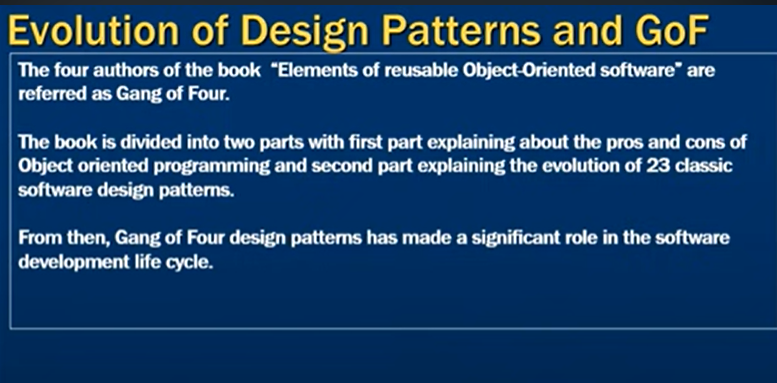 Evolution of Design Patterns and GoF
The four authors of the book "Elements of reusable Object-Oriented software" are
referred as Gang of Four.
The book is divided into two parts with first part explaining about the pros and cons of
Object oriented programming and second part explaining the evolution of 23 classic
software design patterns.
From then, Gang of Four design patterns has made a significant role in the software
development life cycle.